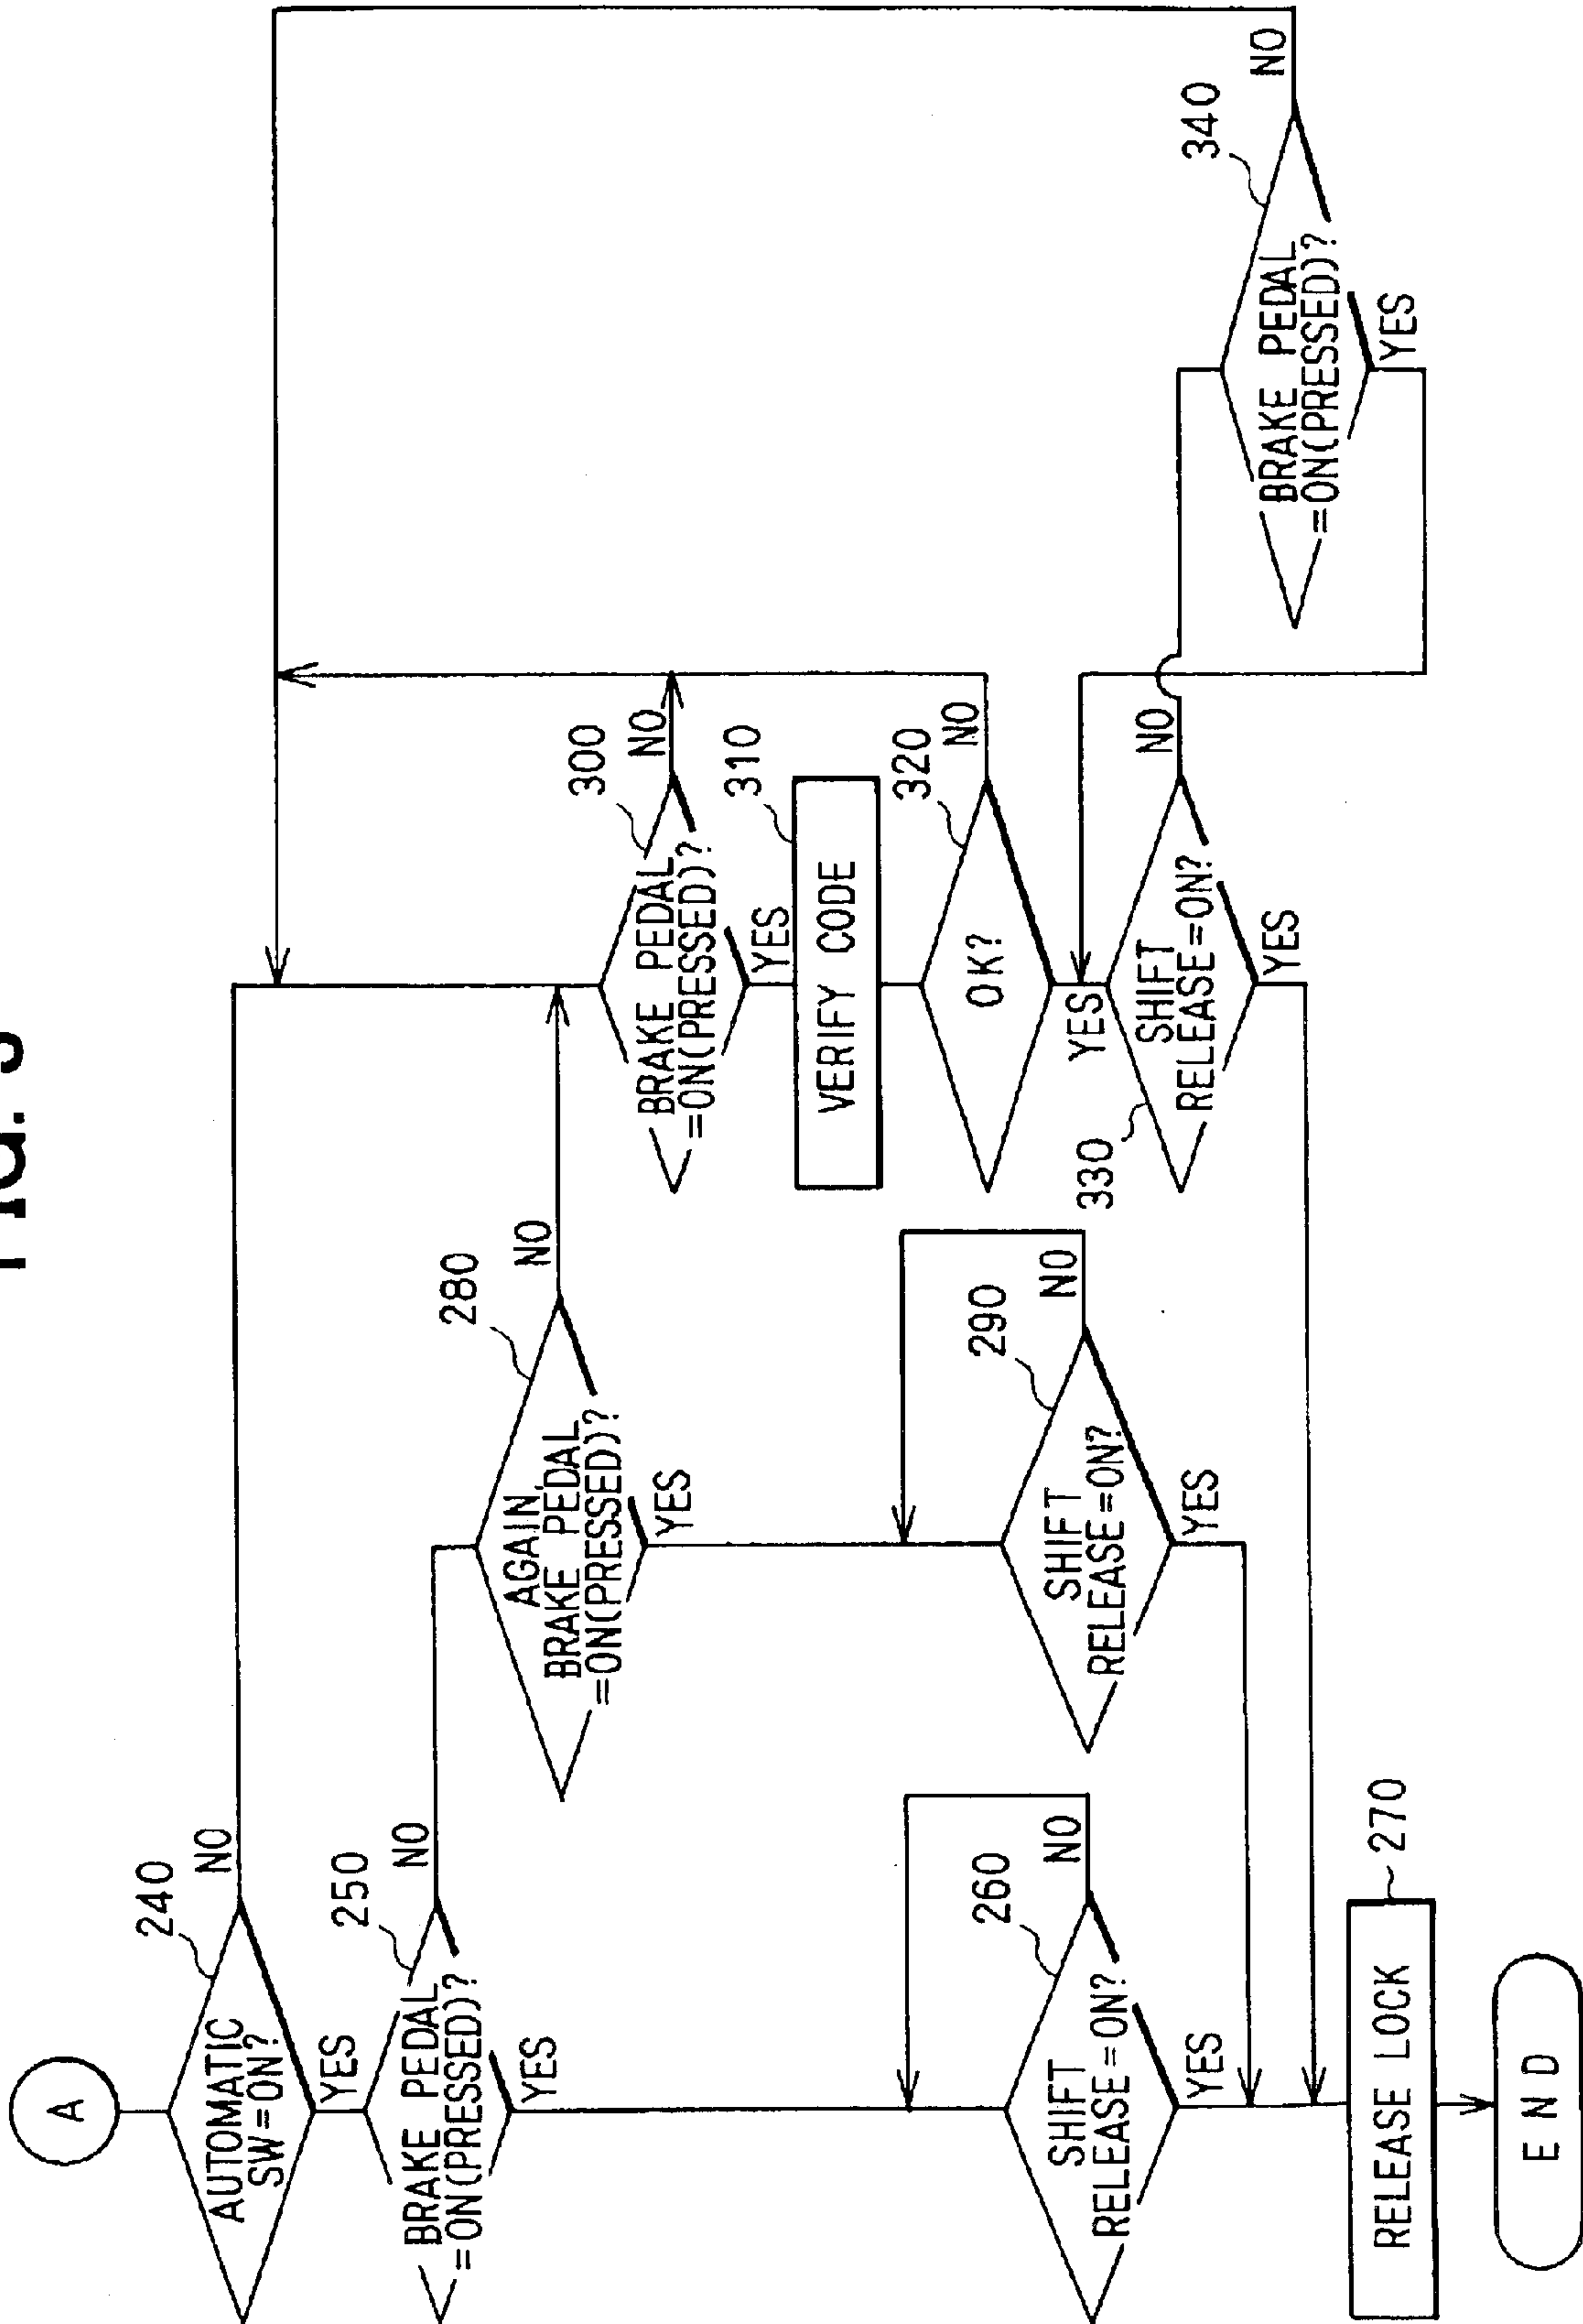 A
240
AUTOMATIC
SW=ON?
NO
YES
250
BRAKE PEDAL
=ON(PRESSED)?
NO
YES
280
AGAIN,
BRAKE PEDAL
=ON(PRESSED)?
NO
YES
300
BRAKE PEDAL
=ON(PRESSED)?
NO
YES
310
VERIFY CODE
320
OK?
NO
YES
330
SHIFT
RELEASE=ON?
NO
YES
340
BRAKE PEDAL
=ON(PRESSED)?
NO
YES
290
SHIFT
RELEASE=ON?
NO
YES
260
SHIFT
RELEASE=ON?
NO
YES
270
RELEASE LOCK
END